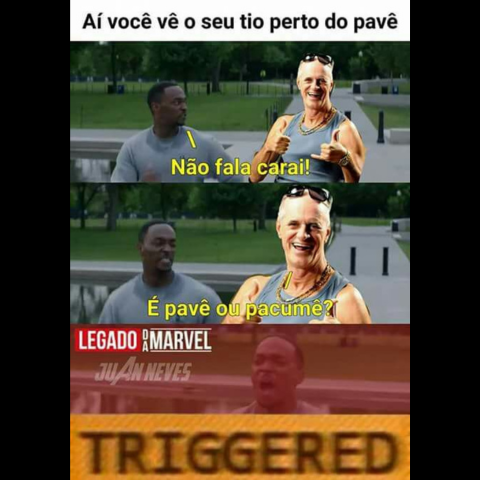 Aí você vê o seu tio perto do pavê
Não fala carai!
É pavê ou pacumê?
LEGADO DA MARVEL
JUAN NEVES
TRIGGERED